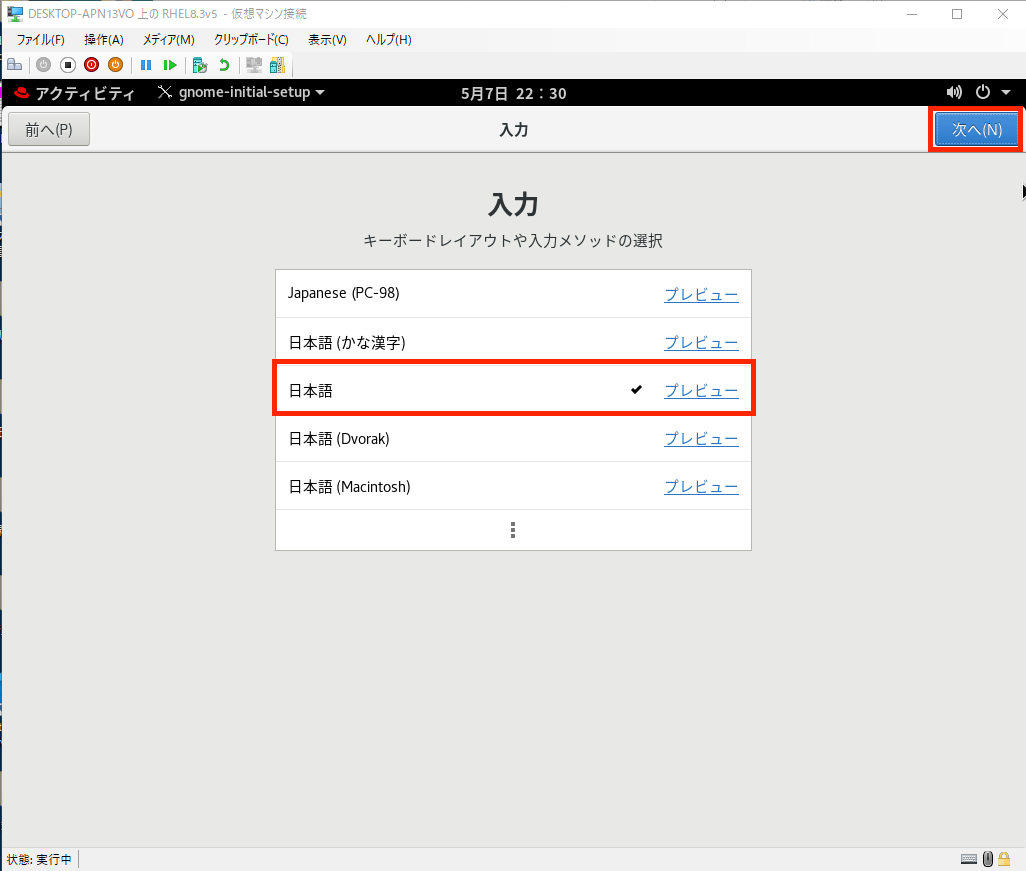 DESKTOP-APN13VO 上の RHEL8.3v5 - 仮想マシン接続
ファイル(F) 操作(A) メディア(M) クリップボード(C) 表示(V) ヘルプ(H)
アクティビティ gnome-initial-setup 5月7日 22:30
前へ(P) 入力 次へ(N)
入力
キーボードレイアウトや入力メソッドの選択
Japanese (PC-98) プレビュー
日本語 (かな漢字) プレビュー
日本語 プレビュー
日本語 (Dvorak) プレビュー
日本語 (Macintosh) プレビュー
状態: 実行中